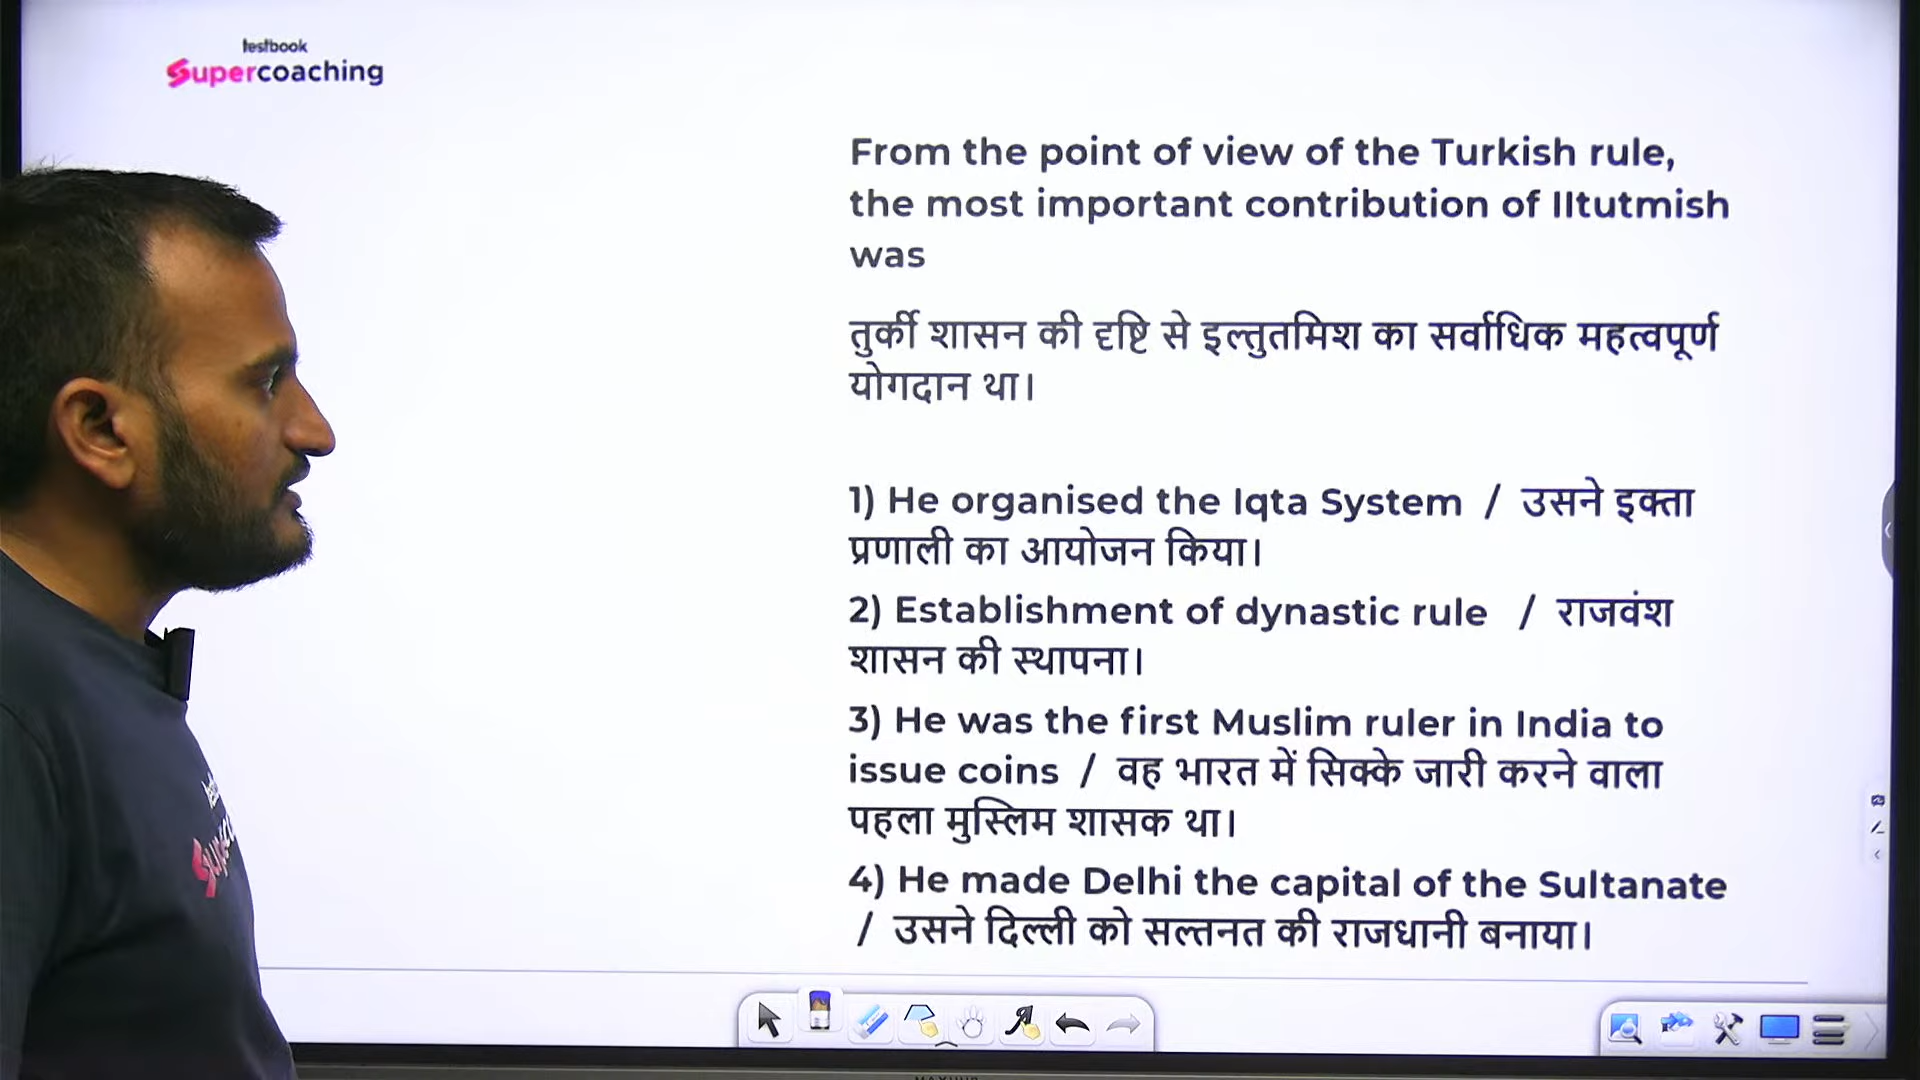 testbook
Supercoaching
From the point of view of the Turkish rule,
the most important contribution of IItutmish
was
तुर्की शासन की दृष्टि से इल्तुतमिश का सर्वाधिक महत्वपूर्ण
योगदान था।
1) He organised the Iqta System / उसने इक्ता
प्रणाली का आयोजन किया।
2) Establishment of dynastic rule / राजवंश
शासन की स्थापना।
3) He was the first Muslim ruler in India to
issue coins / वह भारत में सिक्के जारी करने वाला
पहला मुस्लिम शासक था।
4) He made Delhi the capital of the Sultanate
/ उसने दिल्ली को सल्तनत की राजधानी बनाया।